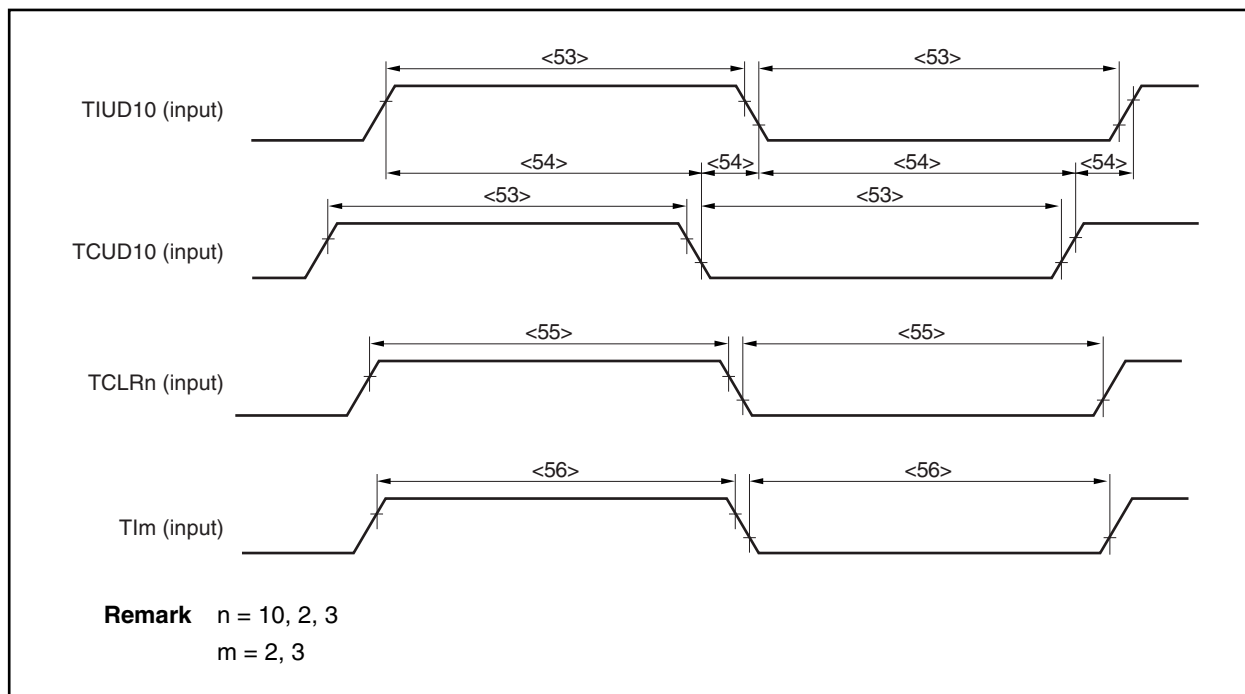 <53> <53>
TIUD10 (input)
<54> <54> <54> <54>
<53> <53>
TCUD10 (input)
<55> <55>
TCLRn (input)
<56> <56>
TIm (input)
Remark n = 10, 2, 3
m = 2, 3